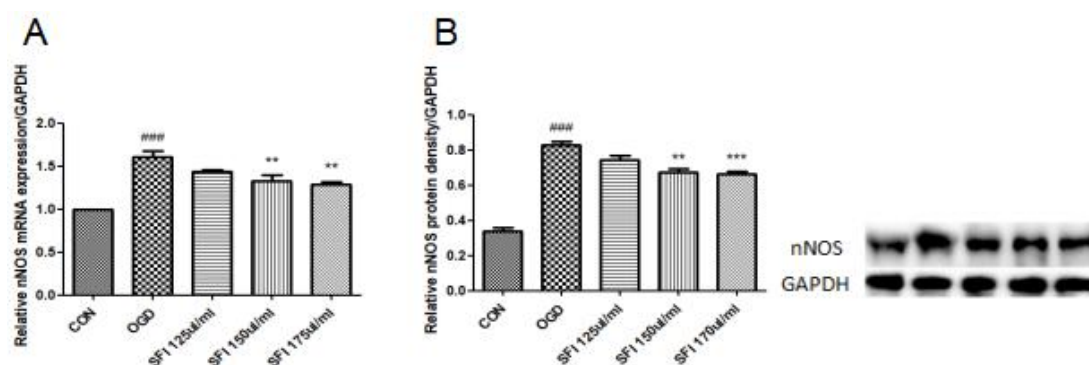 A
Relative nNOS mRNA expression/GAPDH
2.0
1.5
1.0
0.5
0.0
###
**
**
CON
OGD
SFI 125ul/ml
SFI 150ul/ml
SFI 175ul/ml
B
Relative nNOS protein density/GAPDH
1.0
0.8
0.6
0.4
0.2
0.0
###
**
***
CON
OGD
SFI 125ul/ml
SFI 150ul/ml
SFI 170ul/ml
nNOS
GAPDH